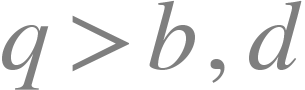 q > b, d